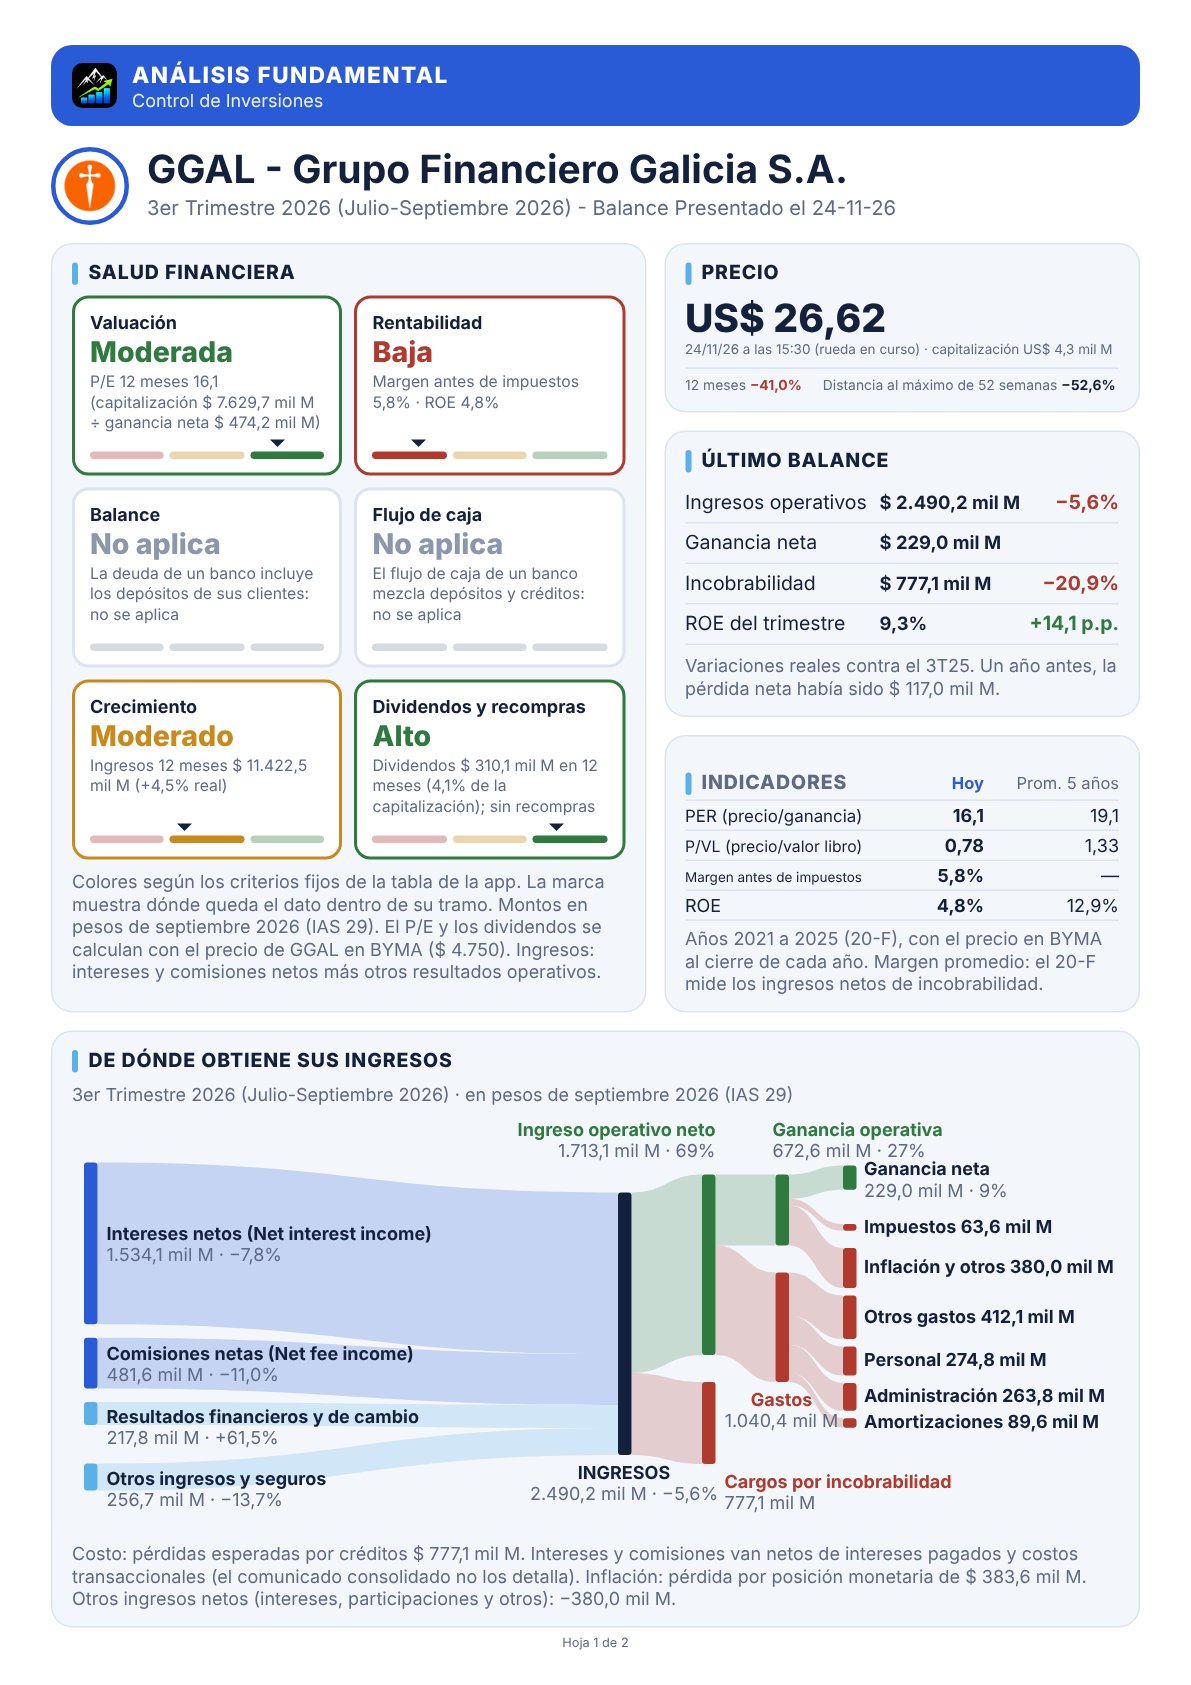 ANÁLISIS FUNDAMENTAL
Control de Inversiones
GGAL - Grupo Financiero Galicia S.A.
3er Trimestre 2026 (Julio-Septiembre 2026) - Balance Presentado el 24-11-26
SALUD FINANCIERA
Valuación
Moderada
P/E 12 meses 16,1
(capitalización $ 7.629,7 mil M
÷ ganancia neta $ 474,2 mil M)
Rentabilidad
Baja
Margen antes de impuestos
5,8% · ROE 4,8%
Balance
No aplica
La deuda de un banco incluye
los depósitos de sus clientes:
no se aplica
Flujo de caja
No aplica
El flujo de caja de un banco
mezcla depósitos y créditos:
no se aplica
Crecimiento
Moderado
Ingresos 12 meses $ 11.422,5
mil M (+4,5% real)
Dividendos y recompras
Alto
Dividendos $ 310,1 mil M en 12
meses (4,1% de la
capitalización); sin recompras
Colores según los criterios fijos de la tabla de la app. La marca
muestra dónde queda el dato dentro de su tramo. Montos en
pesos de septiembre 2026 (IAS 29). El P/E y los dividendos se
calculan con el precio de GGAL en BYMA ($ 4.750). Ingresos:
intereses y comisiones netos más otros resultados operativos.
PRECIO
US$ 26,62
24/11/26 a las 15:30 (rueda en curso) · capitalización US$ 4,3 mil M
12 meses −41,0% Distancia al máximo de 52 semanas −52,6%
ÚLTIMO BALANCE
Ingresos operativos $ 2.490,2 mil M −5,6%
Ganancia neta $ 229,0 mil M
Incobrabilidad $ 777,1 mil M −20,9%
ROE del trimestre 9,3% +14,1 p.p.
Variaciones reales contra el 3T25. Un año antes, la
pérdida neta había sido $ 117,0 mil M.
INDICADORES Hoy Prom. 5 años
PER (precio/ganancia) 16,1 19,1
P/VL (precio/valor libro) 0,78 1,33
Margen antes de impuestos 5,8% —
ROE 4,8% 12,9%
Años 2021 a 2025 (20-F), con el precio en BYMA
al cierre de cada año. Margen promedio: el 20-F
mide los ingresos netos de incobrabilidad.
DE DÓNDE OBTIENE SUS INGRESOS
3er Trimestre 2026 (Julio-Septiembre 2026) · en pesos de septiembre 2026 (IAS 29)
Intereses netos (Net interest income)
1.534,1 mil M · −7,8%
Comisiones netas (Net fee income)
481,6 mil M · −11,0%
Resultados financieros y de cambio
217,8 mil M · +61,5%
Otros ingresos y seguros
256,7 mil M · −13,7%
INGRESOS
2.490,2 mil M · −5,6%
Ingreso operativo neto
1.713,1 mil M · 69%
Cargos por incobrabilidad
777,1 mil M
Ganancia operativa
672,6 mil M · 27%
Gastos
1.040,4 mil M
Ganancia neta
229,0 mil M · 9%
Impuestos 63,6 mil M
Inflación y otros 380,0 mil M
Otros gastos 412,1 mil M
Personal 274,8 mil M
Administración 263,8 mil M
Amortizaciones 89,6 mil M
Costo: pérdidas esperadas por créditos $ 777,1 mil M. Intereses y comisiones van netos de intereses pagados y costos
transaccionales (el comunicado consolidado no los detalla). Inflación: pérdida por posición monetaria de $ 383,6 mil M.
Otros ingresos netos (intereses, participaciones y otros): −380,0 mil M.
Hoja 1 de 2